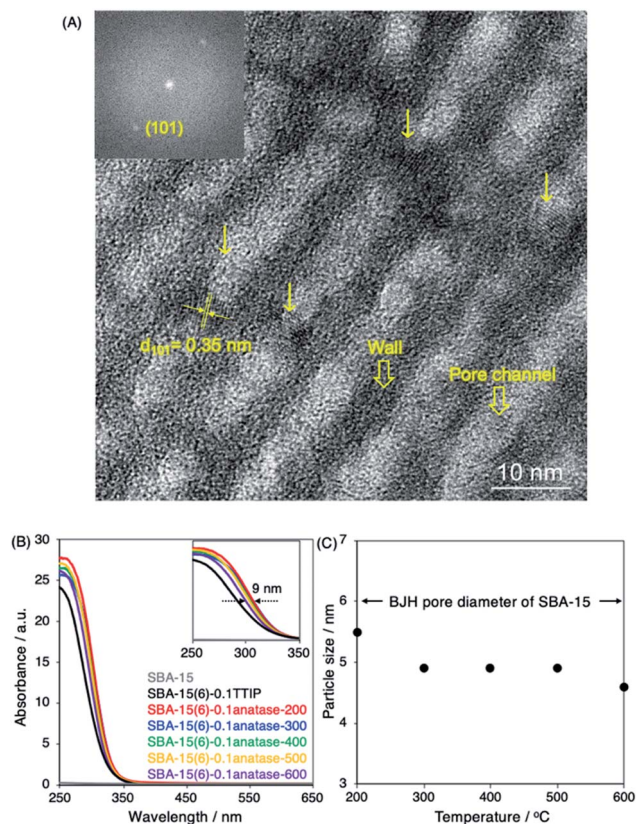 (A)
(101)
d101= 0.35 nm
Wall
Pore channel
10 nm
(B)
Absorbance / a.u.
30
25
20
15
10
5
0
250
350
450
550
650
Wavelength / nm
250
300
350
9 nm
SBA-15
SBA-15(6)-0.1TTIP
SBA-15(6)-0.1anatase-200
SBA-15(6)-0.1anatase-300
SBA-15(6)-0.1anatase-400
SBA-15(6)-0.1anatase-500
SBA-15(6)-0.1anatase-600
(C)
Particle size / nm
7
6
5
4
3
BJH pore diameter of SBA-15
200
300
400
500
600
Temperature / °C